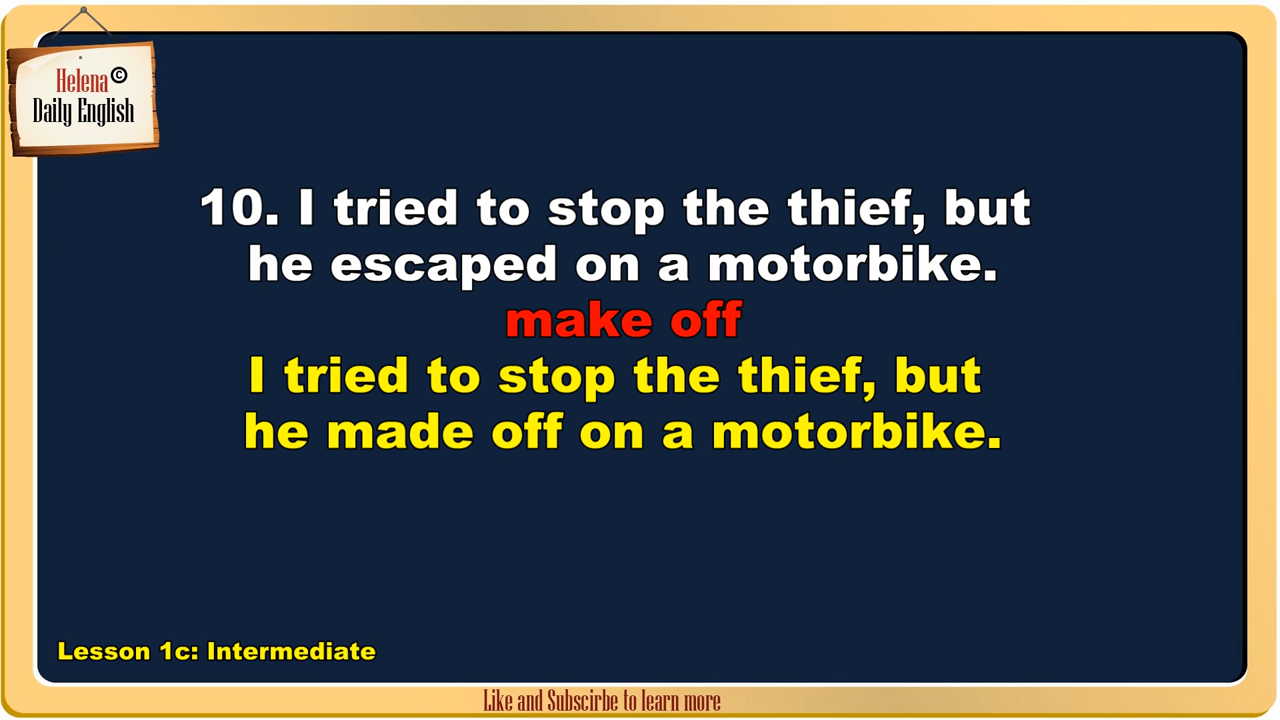 Helena ©
Daily English
10. I tried to stop the thief, but
he escaped on a motorbike.
make off
I tried to stop the thief, but
he made off on a motorbike.
Lesson 1c: Intermediate
Like and Subscirbe to learn more